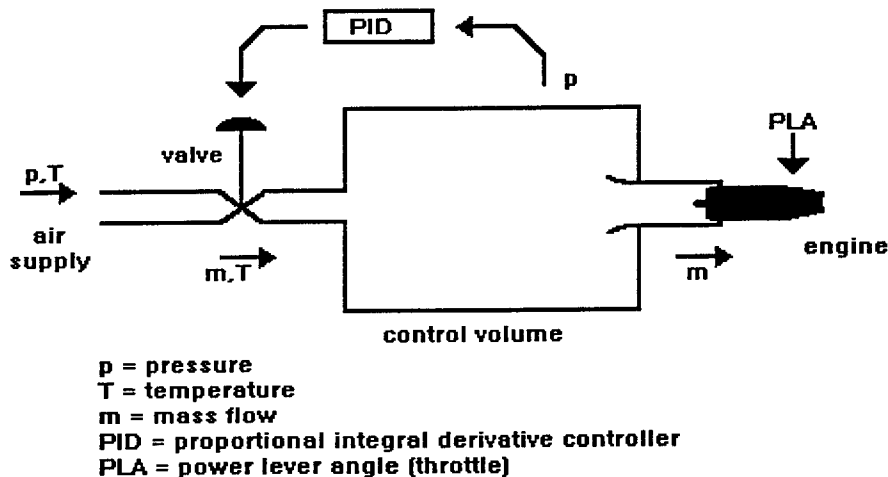 PID
p
PLA
valve
p,T
air
supply
m,T
m
engine
control volume
p = pressure
T = temperature
m = mass flow
PID = proportional integral derivative controller
PLA = power lever angle (throttle)